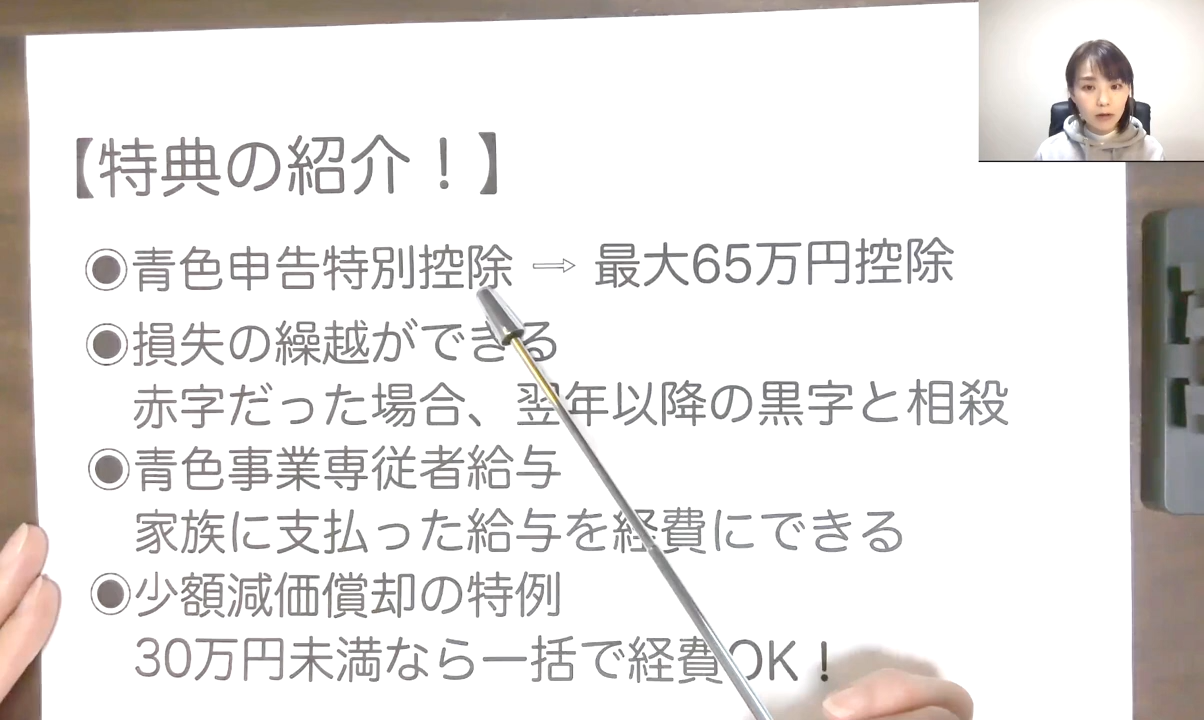 【特典の紹介！】
◉青色申告特別控除 ⇨ 最大65万円控除
◉損失の繰越ができる
赤字だった場合、翌年以降の黒字と相殺
◉青色事業専従者給与
家族に支払った給与を経費にできる
◉少額減価償却の特例
30万円未満なら一括で経費OK！